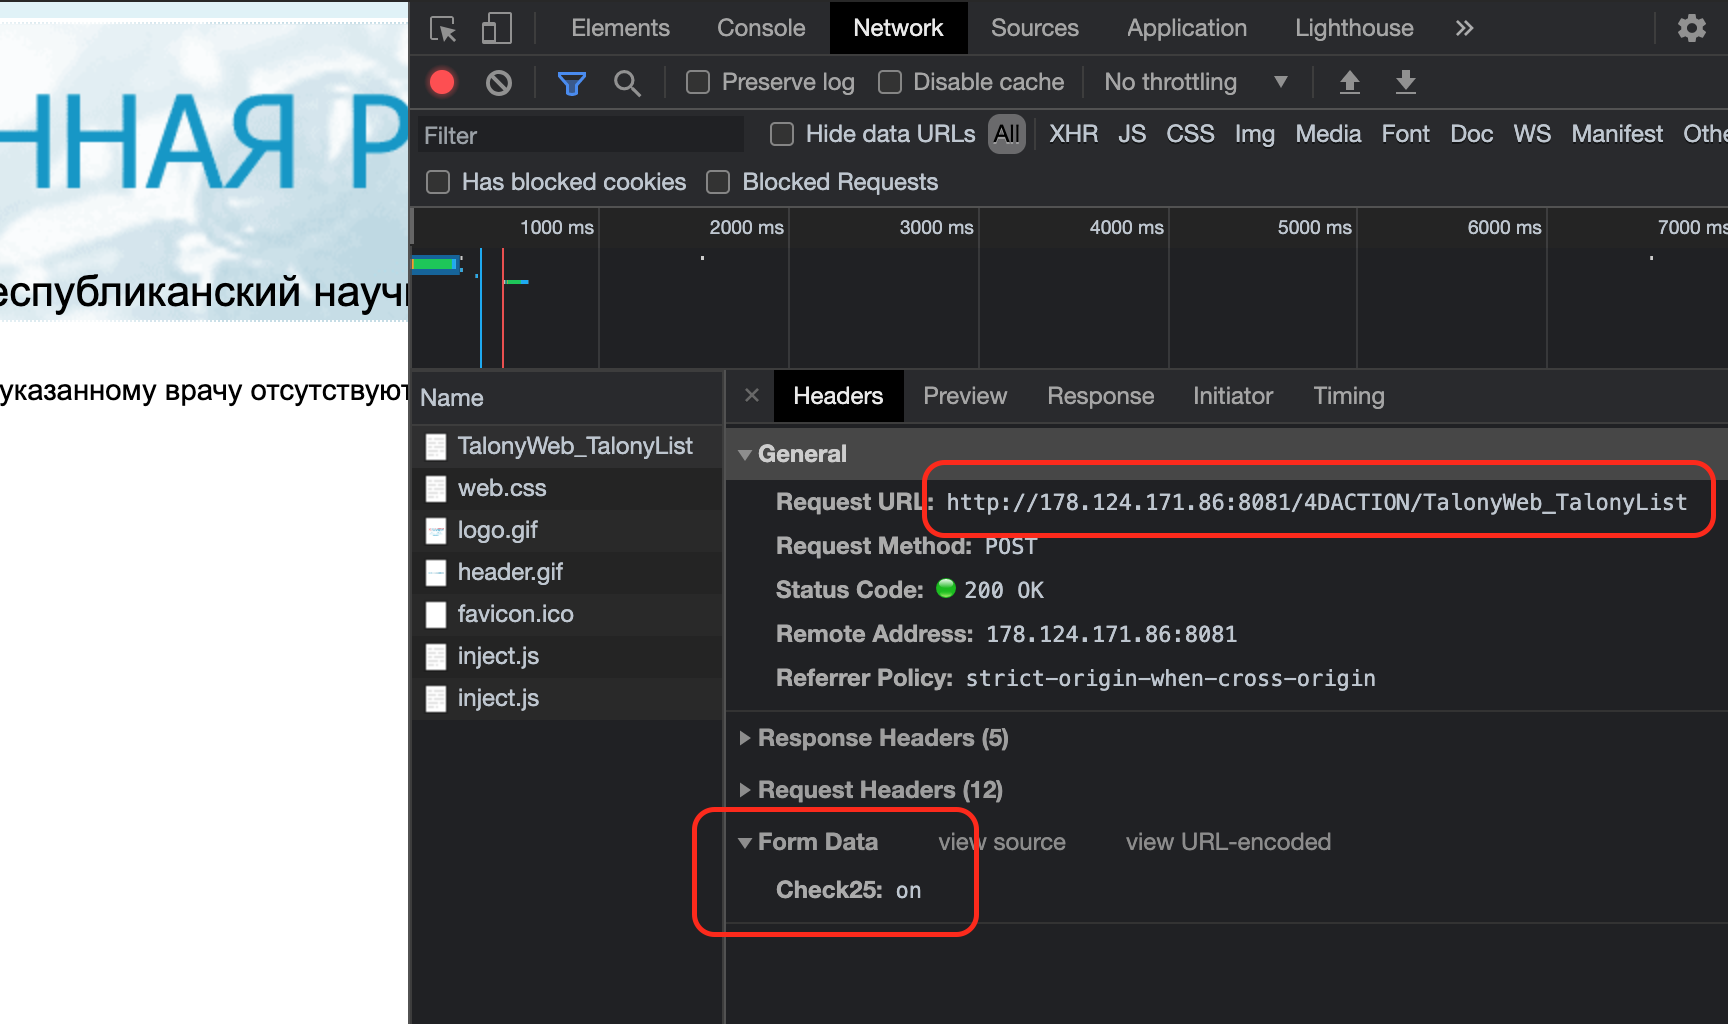 ННАЯ Р
еспубликанский науч
указанному врачу отсутствуют
Elements Console Network Sources Application Lighthouse
Preserve log Disable cache No throttling
Filter Hide data URLs All XHR JS CSS Img Media Font Doc WS Manifest Othe
Has blocked cookies Blocked Requests
1000 ms 2000 ms 3000 ms 4000 ms 5000 ms 6000 ms 7000 ms
Name
TalonyWeb_TalonyList
web.css
logo.gif
header.gif
favicon.ico
inject.js
inject.js
× Headers Preview Response Initiator Timing
General
Request URL: http://178.124.171.86:8081/4DACTION/TalonyWeb_TalonyList
Request Method: POST
Status Code: 200 OK
Remote Address: 178.124.171.86:8081
Referrer Policy: strict-origin-when-cross-origin
Response Headers (5)
Request Headers (12)
Form Data view source view URL-encoded
Check25: on